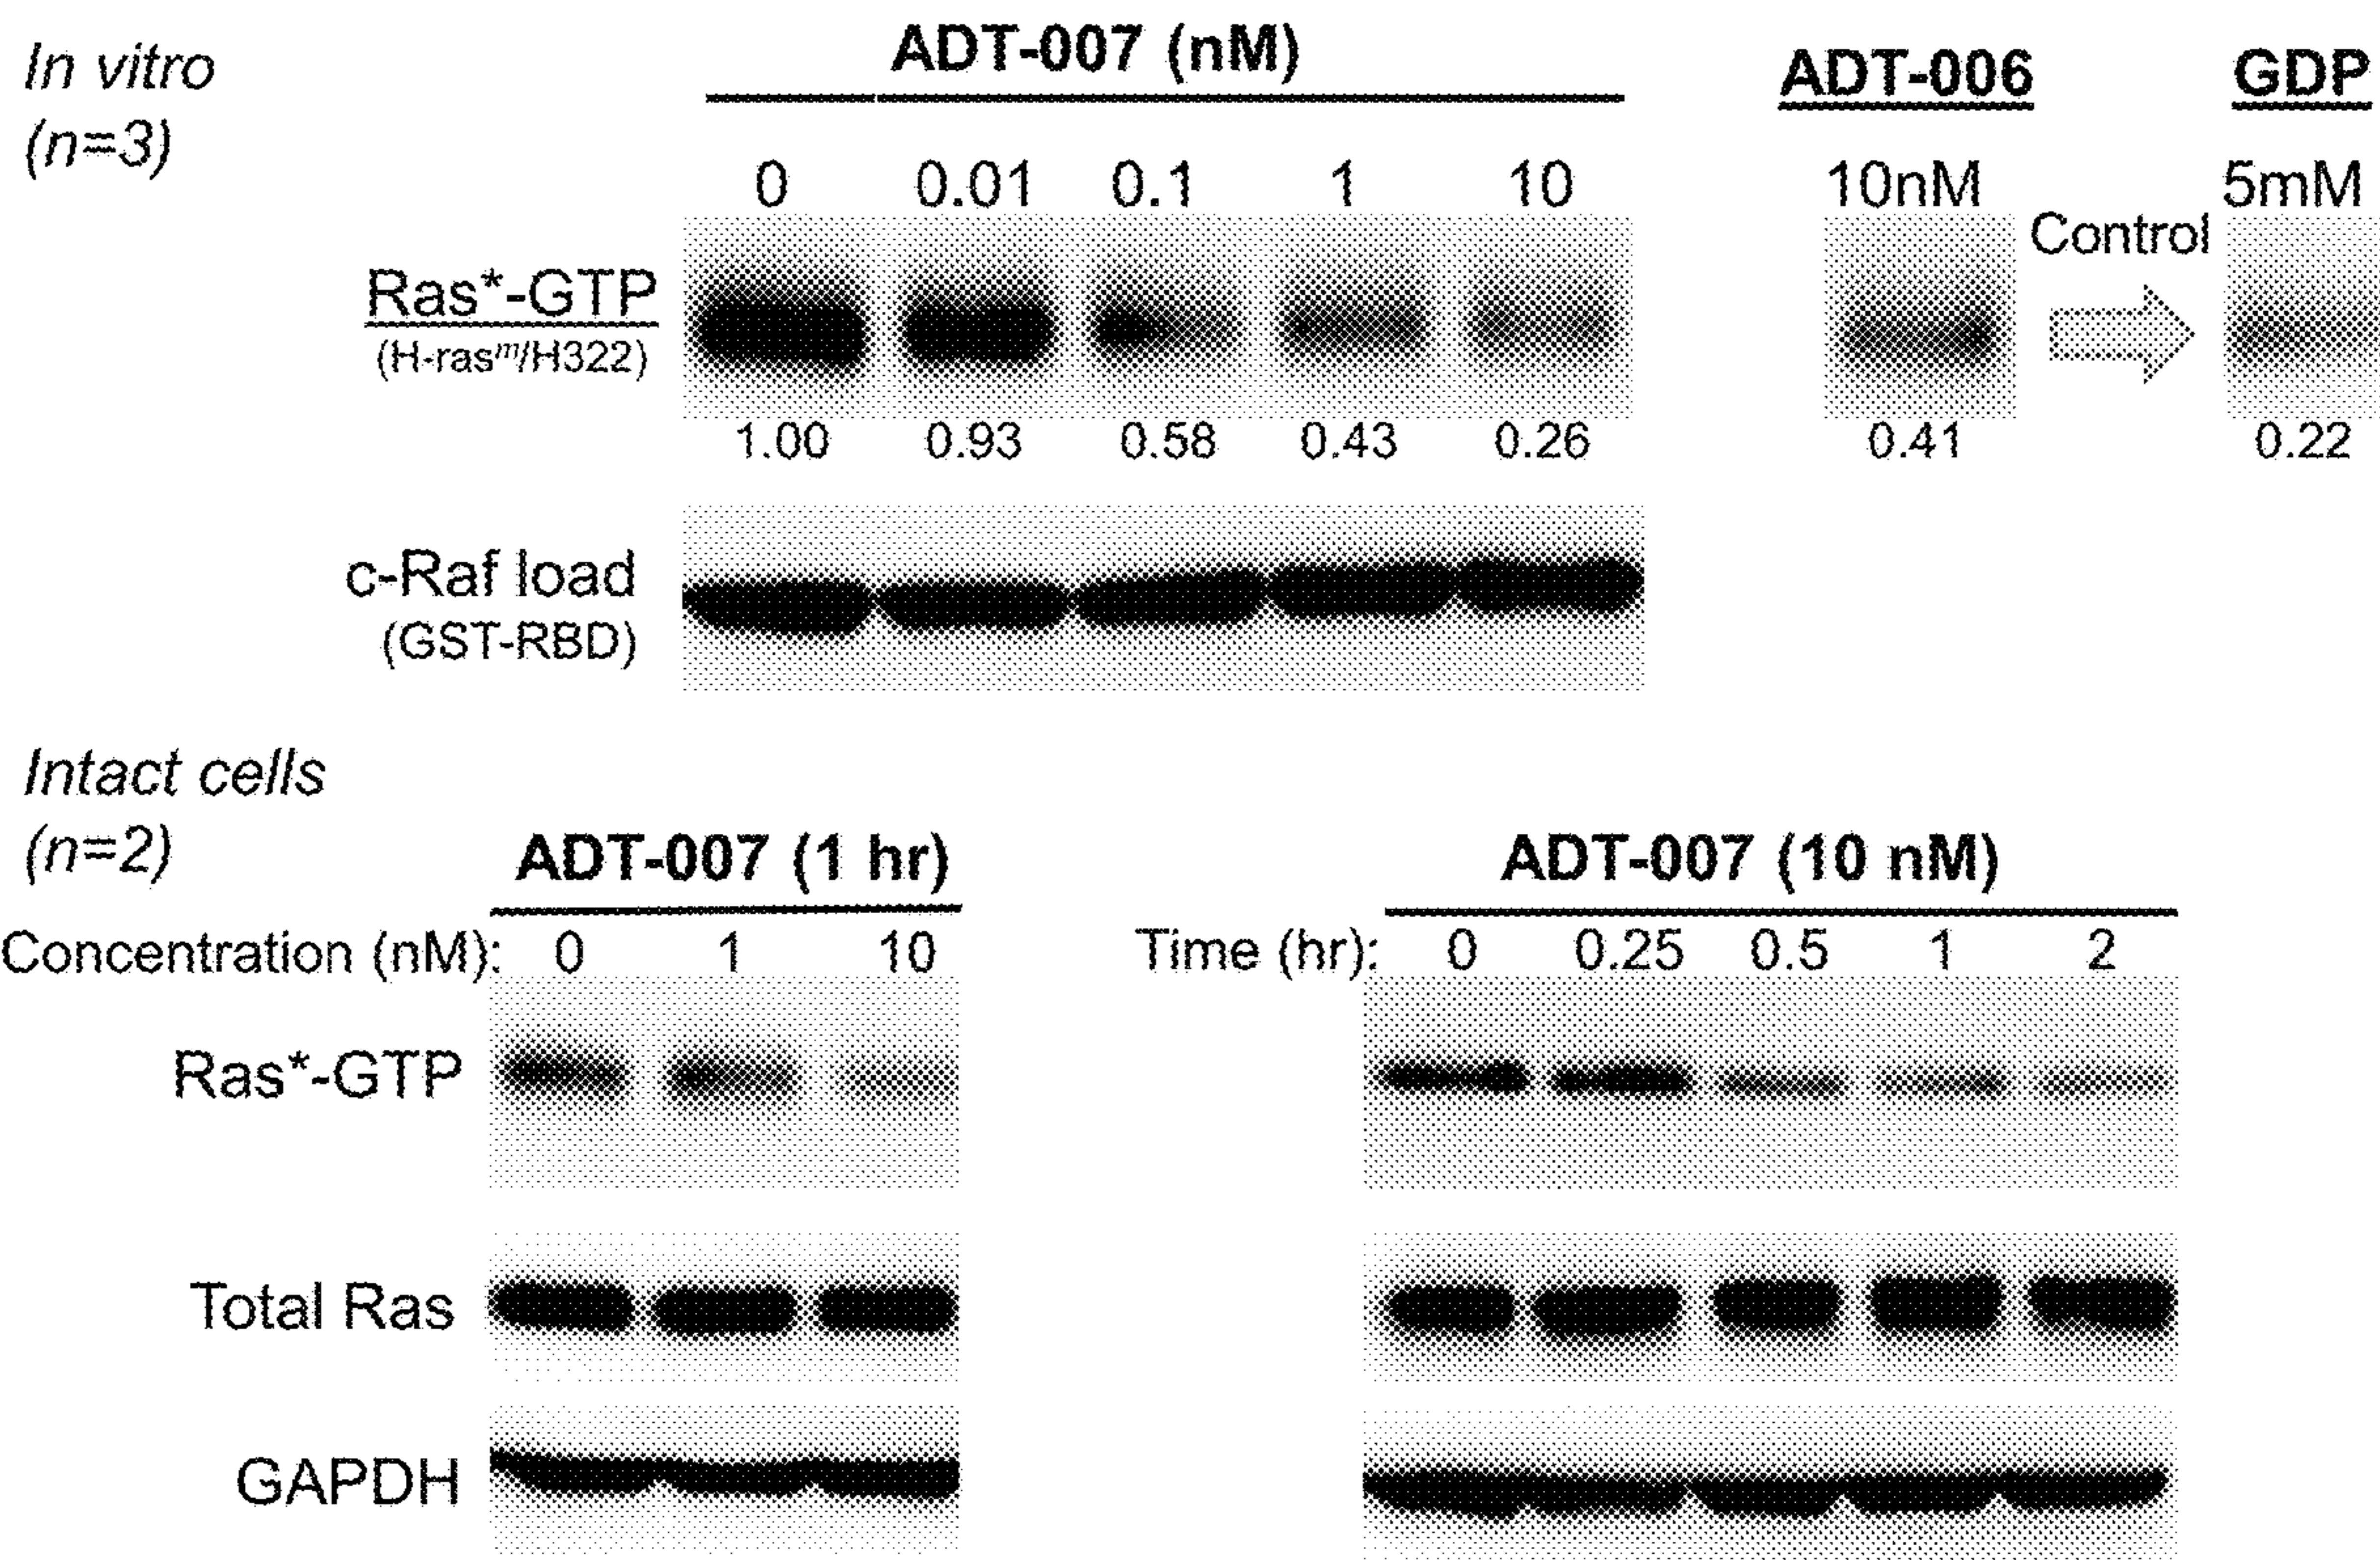 In vitro
(n=3)
ADT-007 (nM)
ADT-006
GDP
0 0.01 0.1 1 10
10nM
5mM
Control
Ras*-GTP
(H-rasᵐ/H322)
1.00 0.93 0.58 0.43 0.26
0.41
0.22
c-Raf load
(GST-RBD)
Intact cells
(n=2)
ADT-007 (1 hr)
ADT-007 (10 nM)
Concentration (nM): 0 1 10
Time (hr): 0 0.25 0.5 1 2
Ras*-GTP
Total Ras
GAPDH